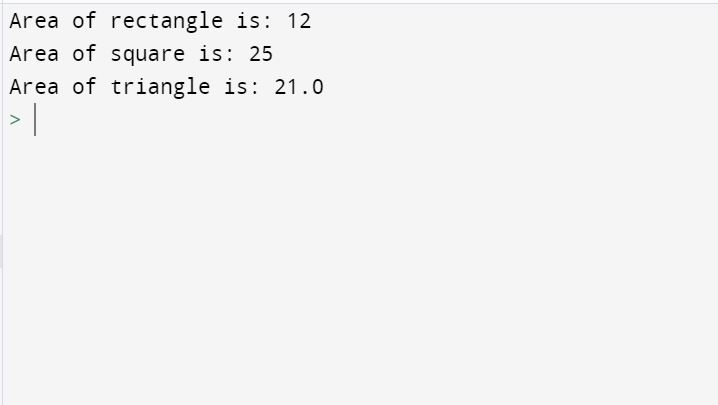 Area of rectangle is: 12
Area of square is: 25
Area of triangle is: 21.0
>